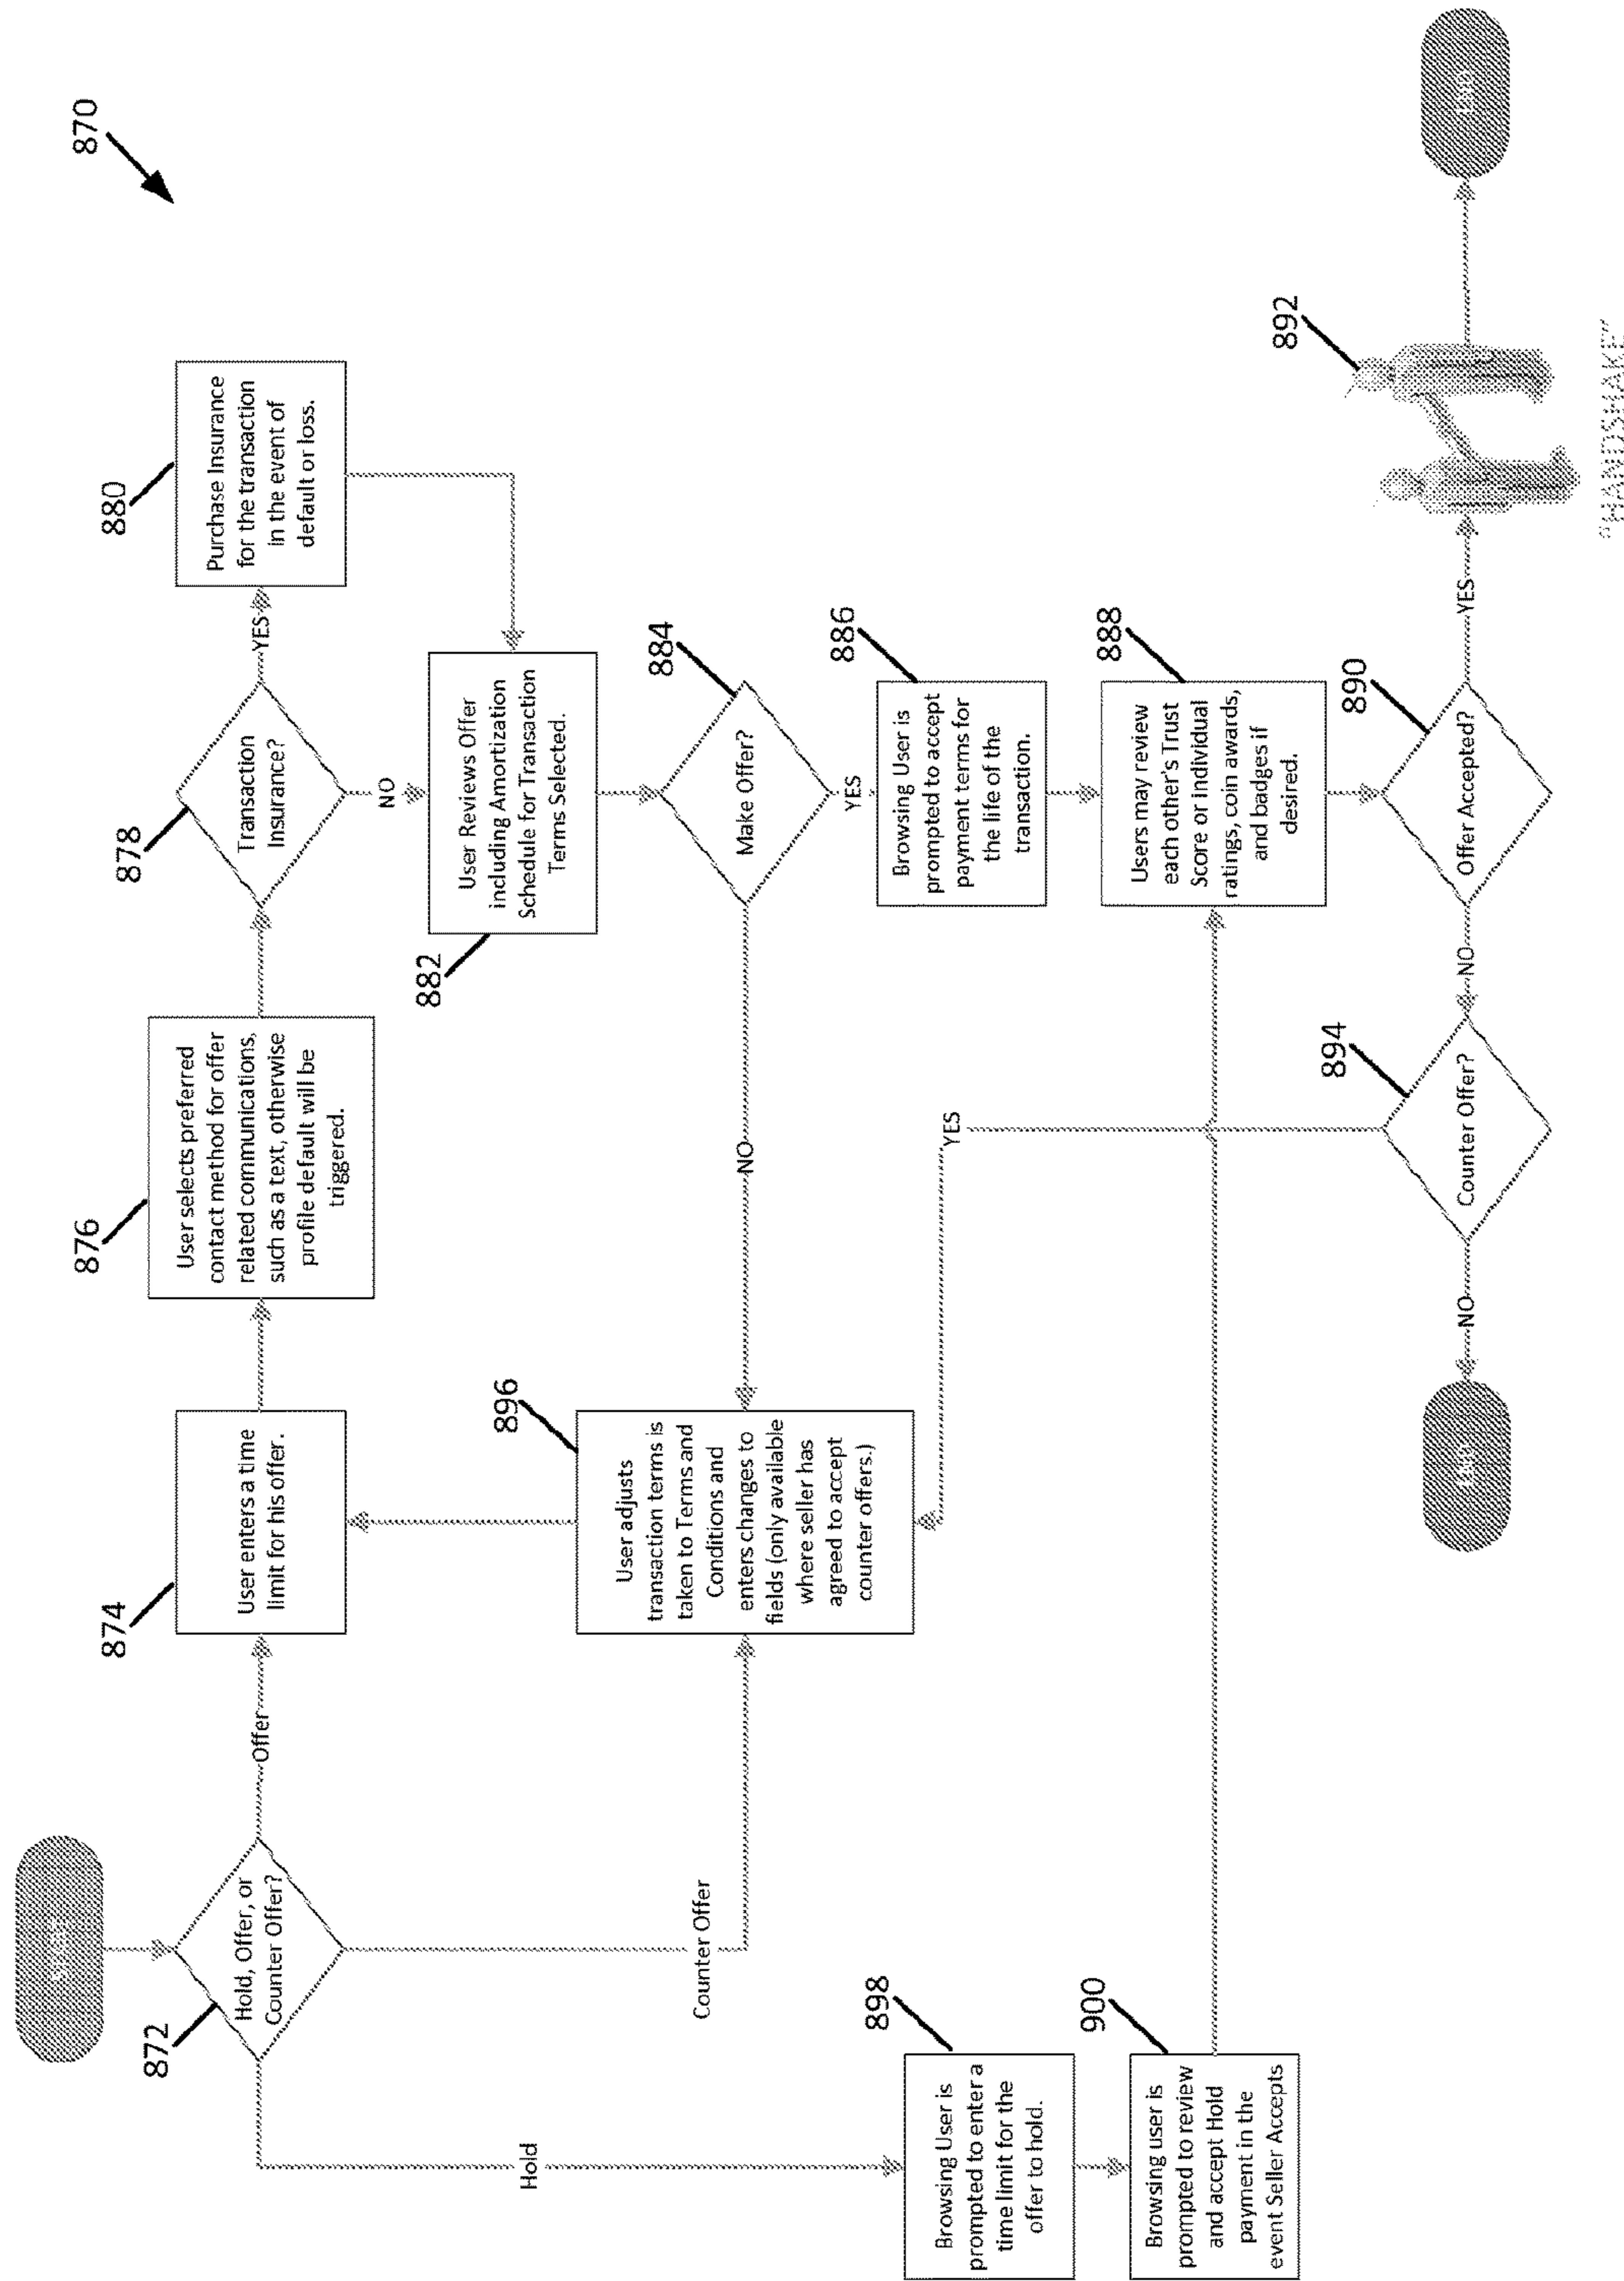 870
START
872
Hold, Offer, or
Counter Offer?
Offer
874
User enters a time
limit for his offer.
876
User selects preferred
contact method for offer
related communications,
such as a text, otherwise
profile default will be
triggered.
878
Transaction
Insurance?
YES
880
Purchase Insurance
for the transaction
in the event of
default or loss.
NO
882
User Reviews Offer
including Amortization
Schedule for Transaction
Terms Selected.
884
Make Offer?
NO
YES
896
User adjusts
transaction terms is
taken to Terms and
Conditions and
enters changes to
fields (only available
where seller has
agreed to accept
counter offers.)
Counter Offer
886
Browsing User is
prompted to accept
payment terms for
the life of the
transaction.
Hold
898
Browsing User is
prompted to enter a
time limit for the
offer to hold.
900
Browsing user is
prompted to review
and accept Hold
payment in the
event Seller Accepts
888
Users may review
each other's Trust
Score or individual
ratings, coin awards,
and badges if
desired.
YES
890
Offer Accepted?
NO
YES
892
"HANDSHAKE"
END
894
Counter Offer?
NO
END